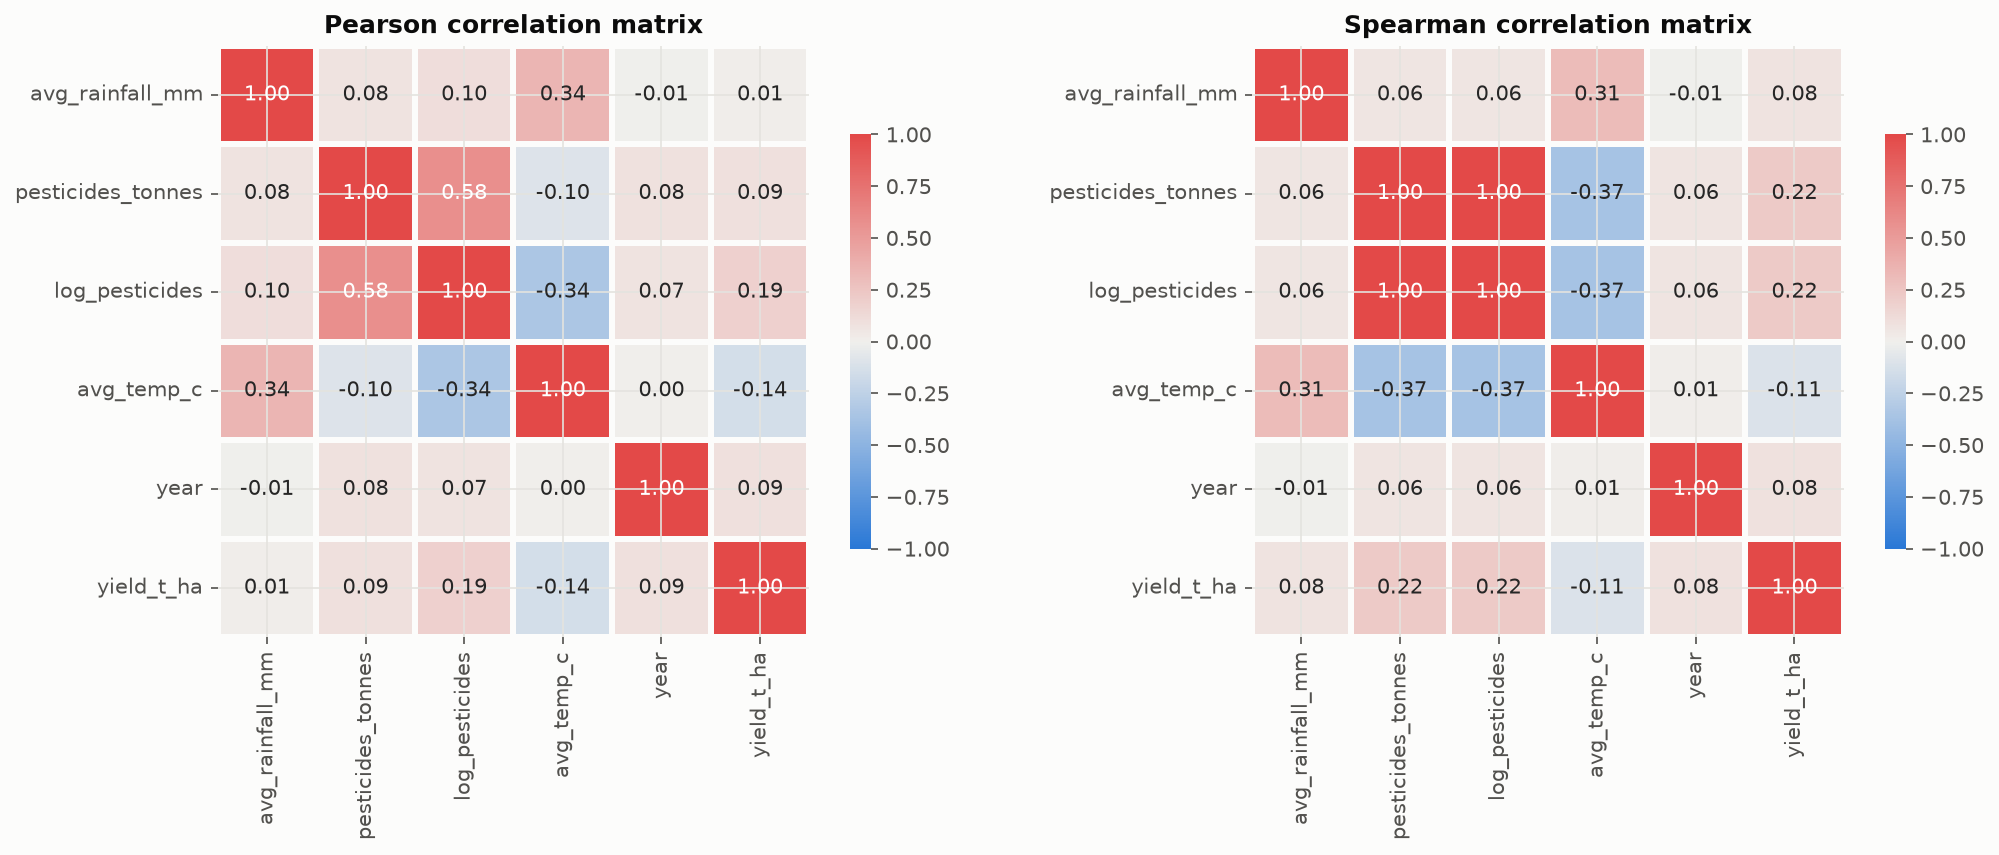 Pearson correlation matrix
avg_rainfall_mm 1.00 0.08 0.10 0.34 -0.01 0.01
pesticides_tonnes 0.08 1.00 0.58 -0.10 0.08 0.09
log_pesticides 0.10 0.58 1.00 -0.34 0.07 0.19
avg_temp_c 0.34 -0.10 -0.34 1.00 0.00 -0.14
year -0.01 0.08 0.07 0.00 1.00 0.09
yield_t_ha 0.01 0.09 0.19 -0.14 0.09 1.00
avg_rainfall_mm
pesticides_tonnes
log_pesticides
avg_temp_c
year
yield_t_ha
1.00
0.75
0.50
0.25
0.00
−0.25
−0.50
−0.75
−1.00
Spearman correlation matrix
avg_rainfall_mm 1.00 0.06 0.06 0.31 -0.01 0.08
pesticides_tonnes 0.06 1.00 1.00 -0.37 0.06 0.22
log_pesticides 0.06 1.00 1.00 -0.37 0.06 0.22
avg_temp_c 0.31 -0.37 -0.37 1.00 0.01 -0.11
year -0.01 0.06 0.06 0.01 1.00 0.08
yield_t_ha 0.08 0.22 0.22 -0.11 0.08 1.00
avg_rainfall_mm
pesticides_tonnes
log_pesticides
avg_temp_c
year
yield_t_ha
1.00
0.75
0.50
0.25
0.00
−0.25
−0.50
−0.75
−1.00